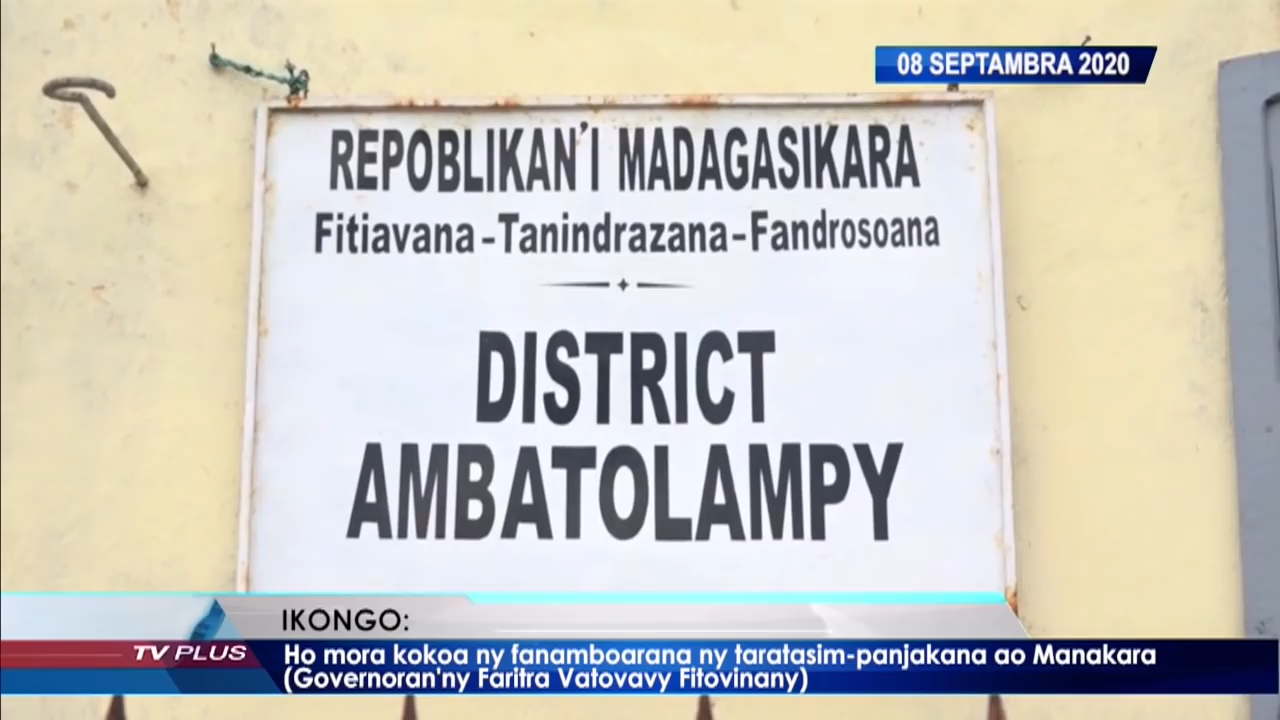 08 SEPTAMBRA 2020
REPOBLIKAN'I MADAGASIKARA
Fitiavana-Tanindrazana-Fandrosoana
DISTRICT
AMBATOLAMPY
IKONGO:
TV PLUS
Ho mora kokoa ny fanamboarana ny taratasim-panjakana ao Manakara
(Governoran'ny Faritra Vatovavy Fitovinany)